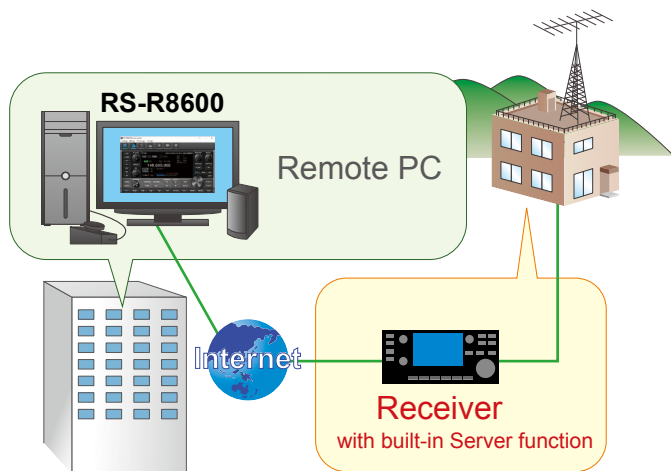 RS-R8600
Remote PC
Internet
Receiver
with built-in Server function